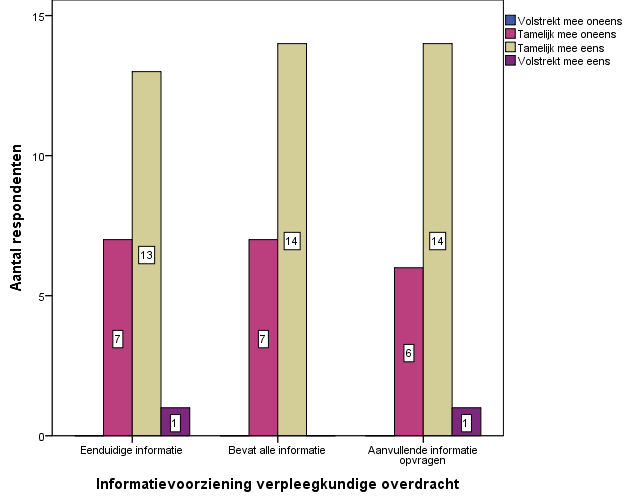 15
10
5
0
Aantal respondenten
13
14
14
7
7
6
1
1
Eenduidige informatie
Bevat alle informatie
Aanvullende informatie
opvragen
Informatievoorziening verpleegkundige overdracht
Volstrekt mee oneens
Tamelijk mee oneens
Tamelijk mee eens
Volstrekt mee eens